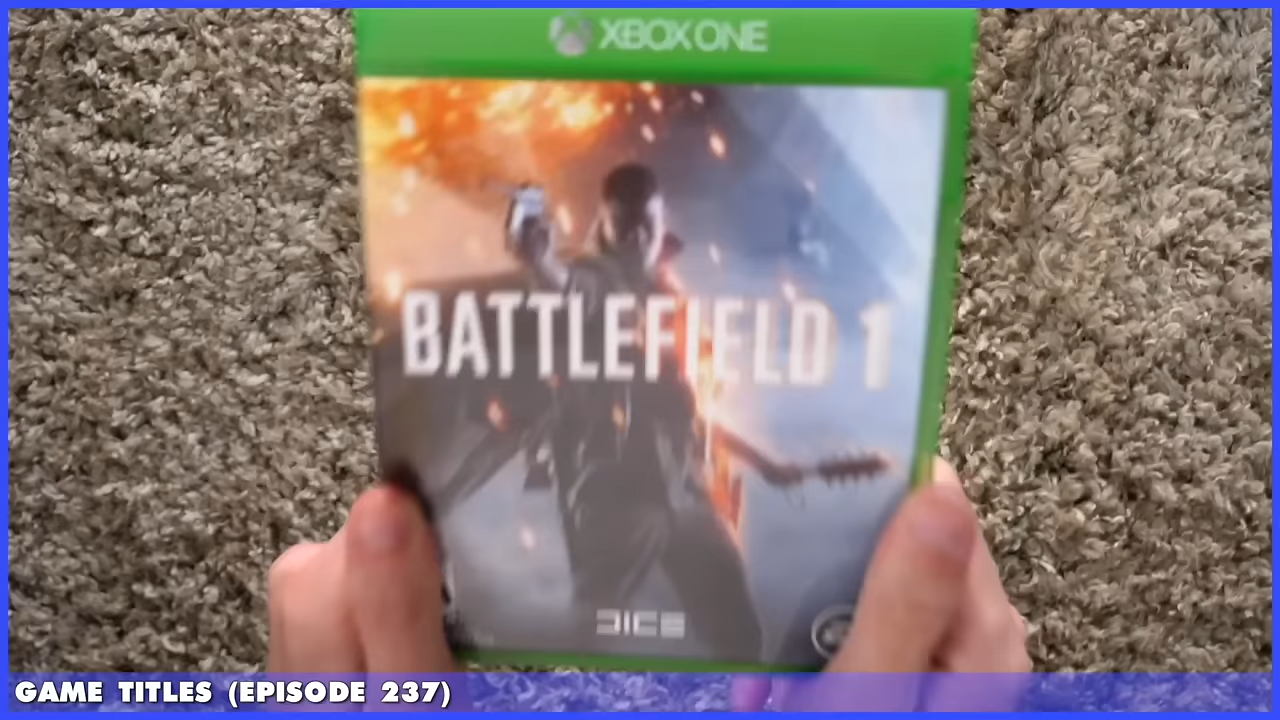 XBOX ONE
BATTLEFIELD 1
DICE
GAME TITLES (EPISODE 237)